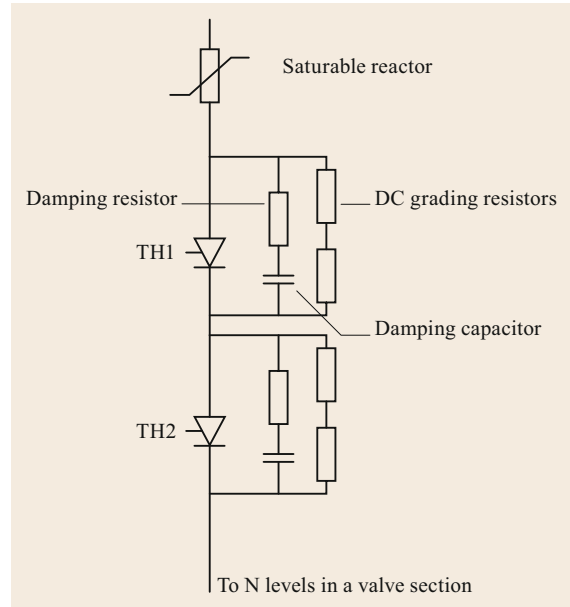 Saturable reactor
Damping resistor
DC grading resistors
TH1
Damping capacitor
TH2
To N levels in a valve section